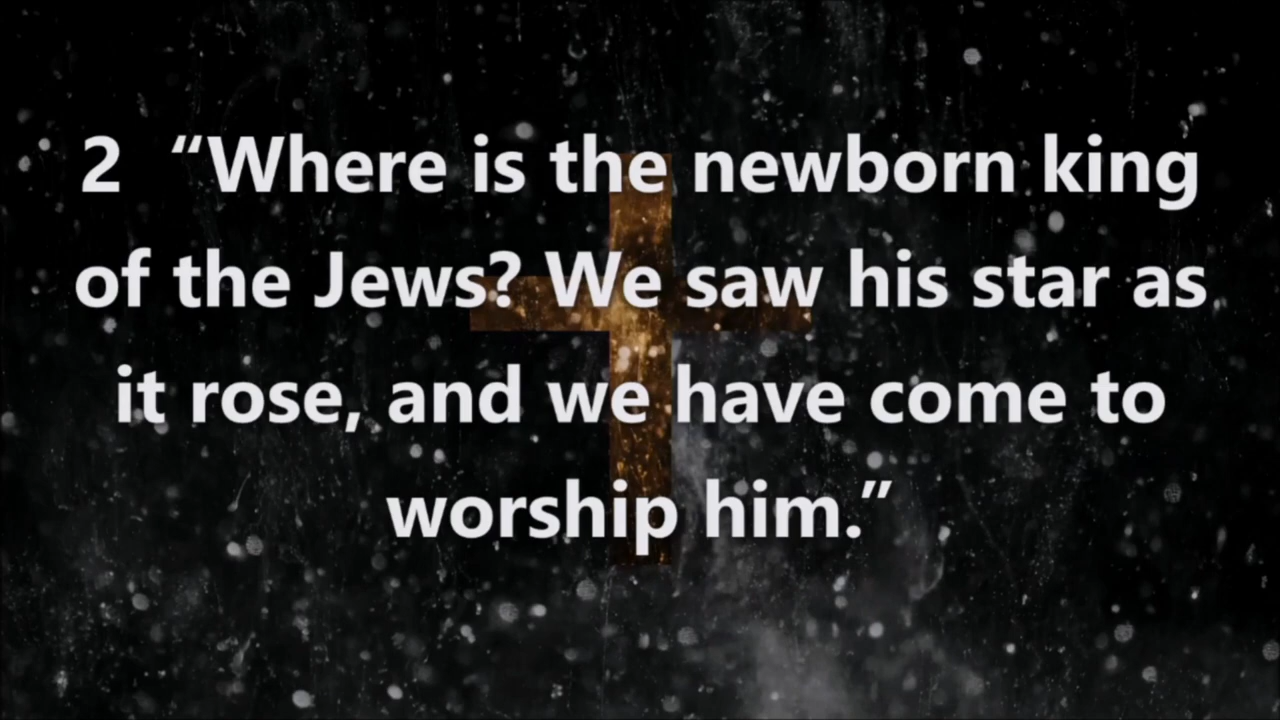 2 “Where is the newborn king
of the Jews? We saw his star as
it rose, and we have come to
worship him.”